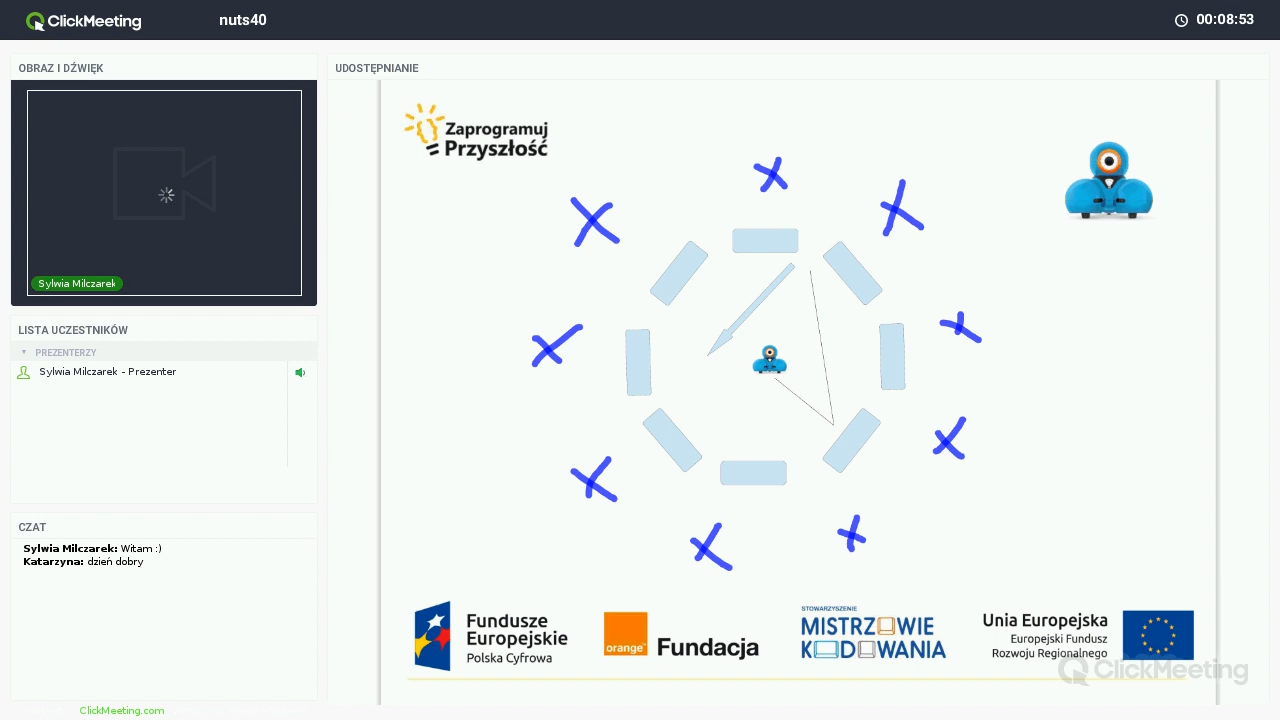 ClickMeeting
nuts40
00:08:53
OBRAZ I DŹWIĘK
Sylwia Milczarek
LISTA UCZESTNIKÓW
PREZENTERZY
Sylwia Milczarek - Prezenter
CZAT
Sylwia Milczarek: Witam :)
Katarzyna: dzień dobry
ClickMeeting.com
UDOSTĘPNIANIE
Zaprogramuj
Przyszłość
Fundusze
Europejskie
Polska Cyfrowa
orange™
Fundacja
STOWARZYSZENIE
MISTRZOWIE
KODOWANIA
Unia Europejska
Europejski Fundusz
Rozwoju Regionalnego
ClickMeeting